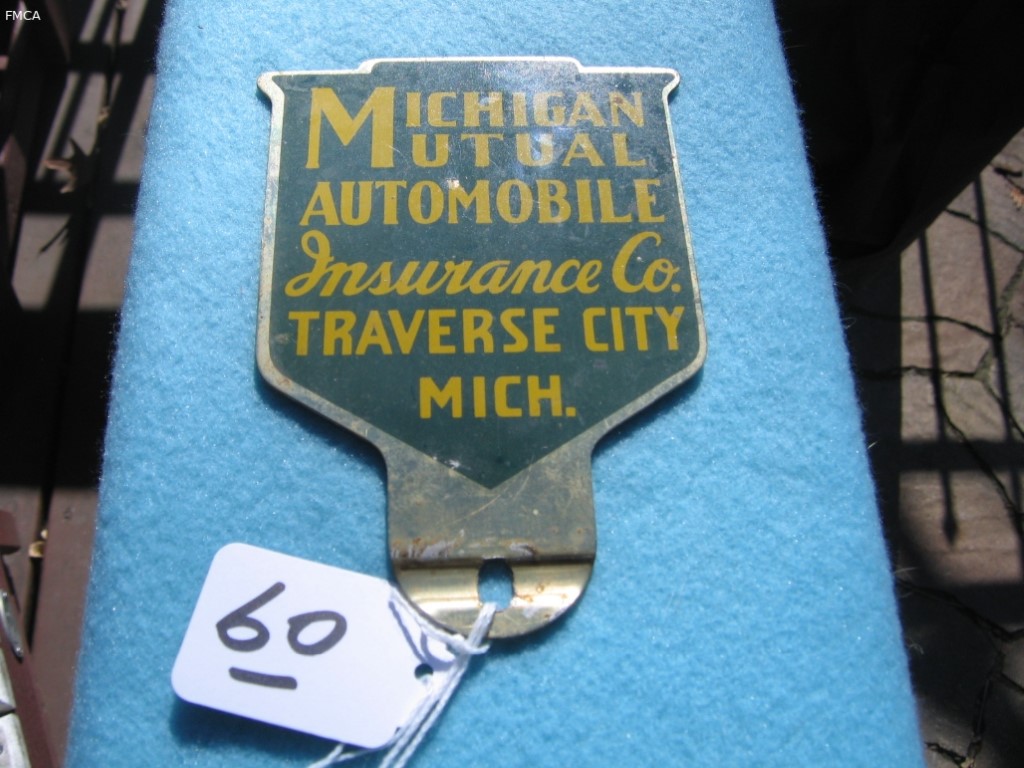 FMCA
MICHIGAN
MUTUAL
AUTOMOBILE
Insurance Co.
TRAVERSE CITY
MICH.
60